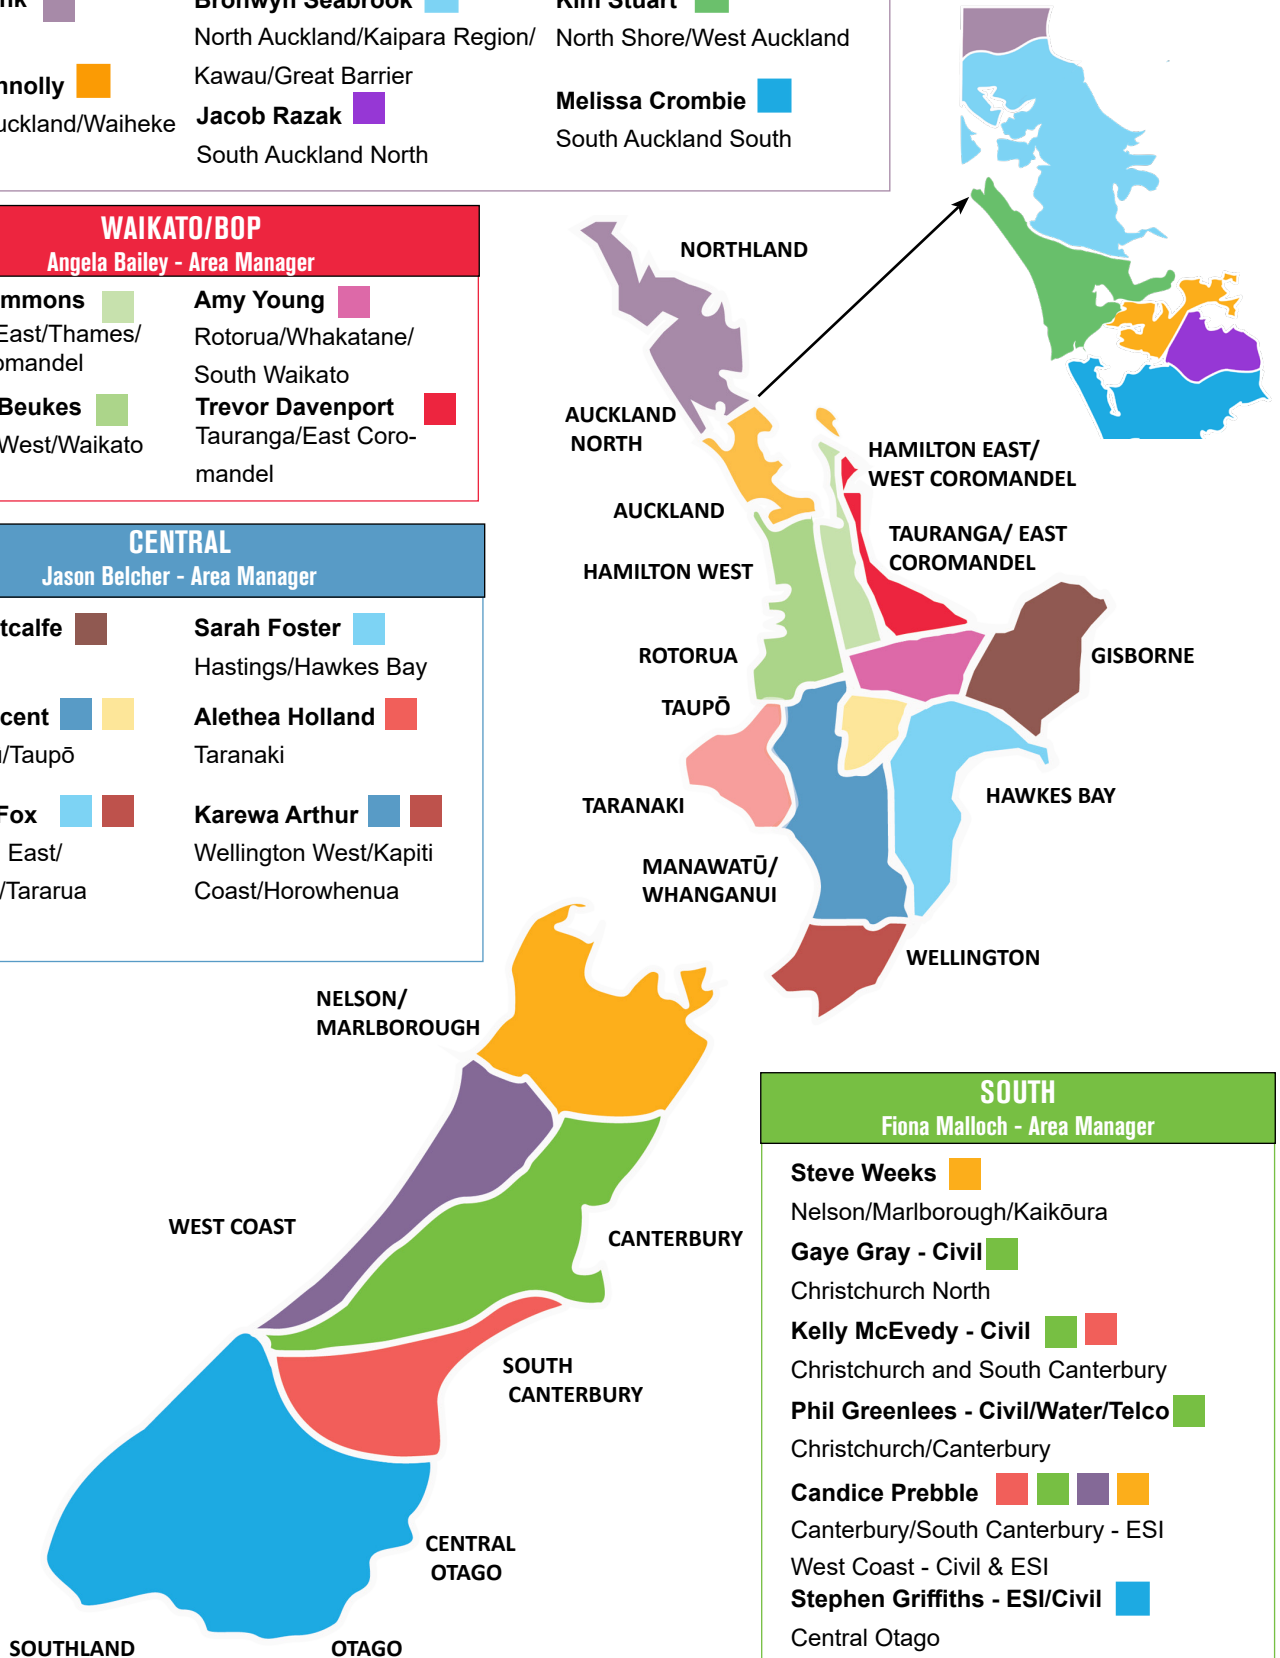 Bronwyn Seabrook
North Auckland/Kaipara Region/
Kawau/Great Barrier
Jacob Razak
South Auckland North
Kim Stuart
North Shore/West Auckland
Melissa Crombie
South Auckland South
nnolly
uckland/Waiheke
WAIKATO/BOP
Angela Bailey - Area Manager
mmons
East/Thames/
omandel
Beukes
West/Waikato
Amy Young
Rotorua/Whakatane/
South Waikato
Trevor Davenport
Tauranga/East Coro-
mandel
CENTRAL
Jason Belcher - Area Manager
tcalfe
cent
/Taupō
Fox
East/
/Tararua
Sarah Foster
Hastings/Hawkes Bay
Alethea Holland
Taranaki
Karewa Arthur
Wellington West/Kapiti
Coast/Horowhenua
NORTHLAND
AUCKLAND
NORTH
AUCKLAND
HAMILTON EAST/
WEST COROMANDEL
TAURANGA/ EAST
COROMANDEL
HAMILTON WEST
ROTORUA
GISBORNE
TAUPŌ
TARANAKI
HAWKES BAY
MANAWATŪ/
WHANGANUI
WELLINGTON
NELSON/
MARLBOROUGH
WEST COAST
CANTERBURY
SOUTH
CANTERBURY
CENTRAL
OTAGO
SOUTHLAND
OTAGO
SOUTH
Fiona Malloch - Area Manager
Steve Weeks
Nelson/Marlborough/Kaikōura
Gaye Gray - Civil
Christchurch North
Kelly McEvedy - Civil
Christchurch and South Canterbury
Phil Greenlees - Civil/Water/Telco
Christchurch/Canterbury
Candice Prebble
Canterbury/South Canterbury - ESI
West Coast - Civil & ESI
Stephen Griffiths - ESI/Civil
Central Otago